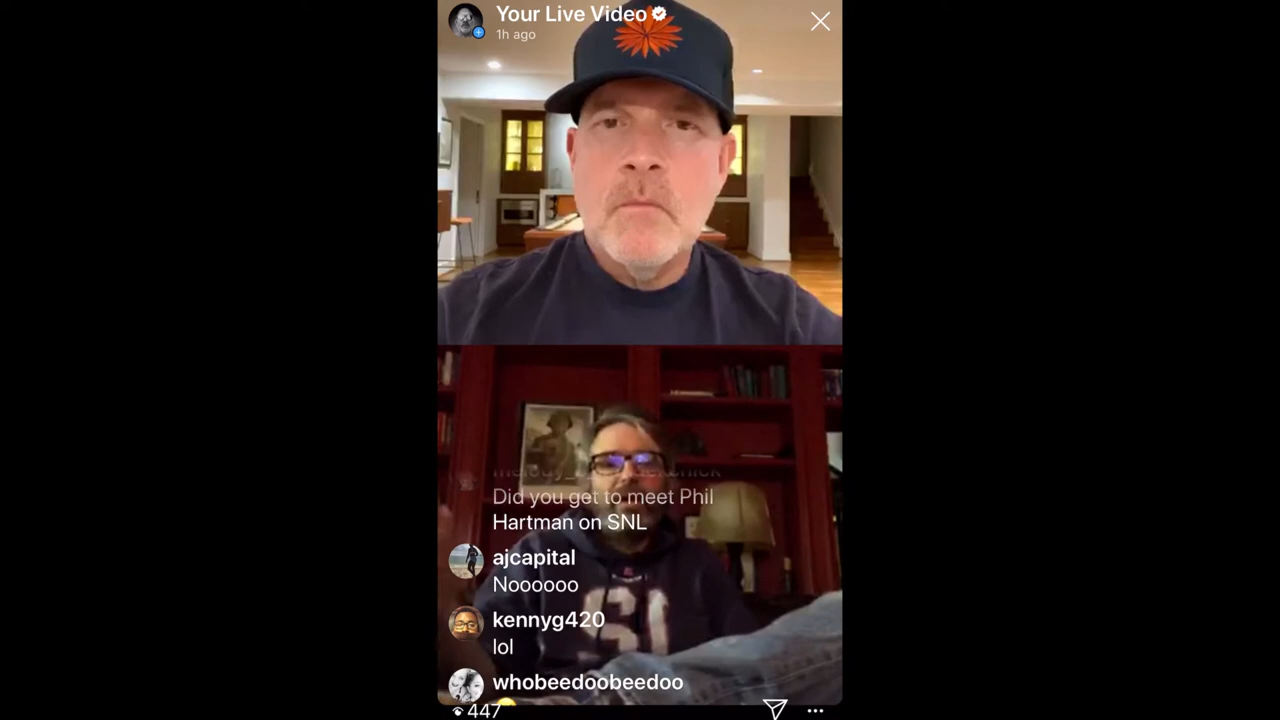 Your Live Video
1h ago
Did you get to meet Phil
Hartman on SNL
ajcapital
Noooooo
kennyg420
lol
whobeedoobeedoo
447